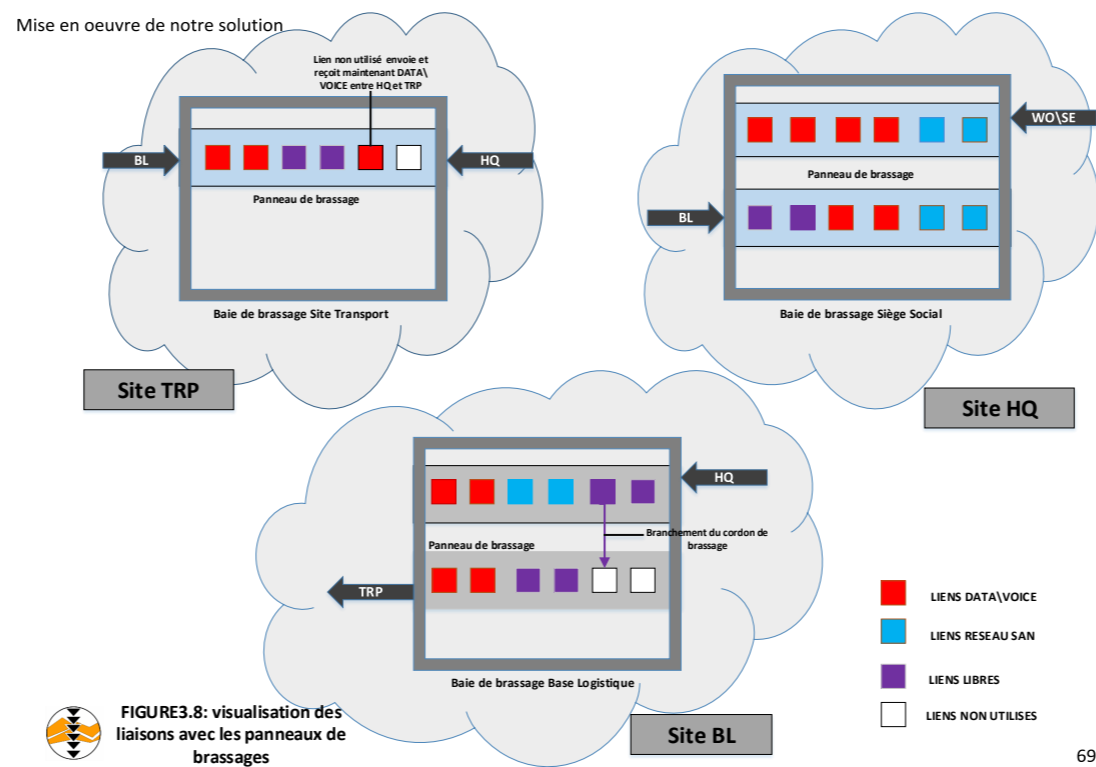 Mise en oeuvre de notre solution
Lien non utilisé envoie et
reçoit maintenant DATA\
VOICE entre HQ et TRP
BL
HQ
Panneau de brassage
Baie de brassage Site Transport
Site TRP
WO\SE
Panneau de brassage
BL
Baie de brassage Siège Social
Site HQ
HQ
Branchement du cordon de
brassage
Panneau de brassage
TRP
Baie de brassage Base Logistique
Site BL
LIENS DATA\VOICE
LIENS RESEAU SAN
LIENS LIBRES
LIENS NON UTILISES
FIGURE3.8: visualisation des
liaisons avec les panneaux de
brassages
69